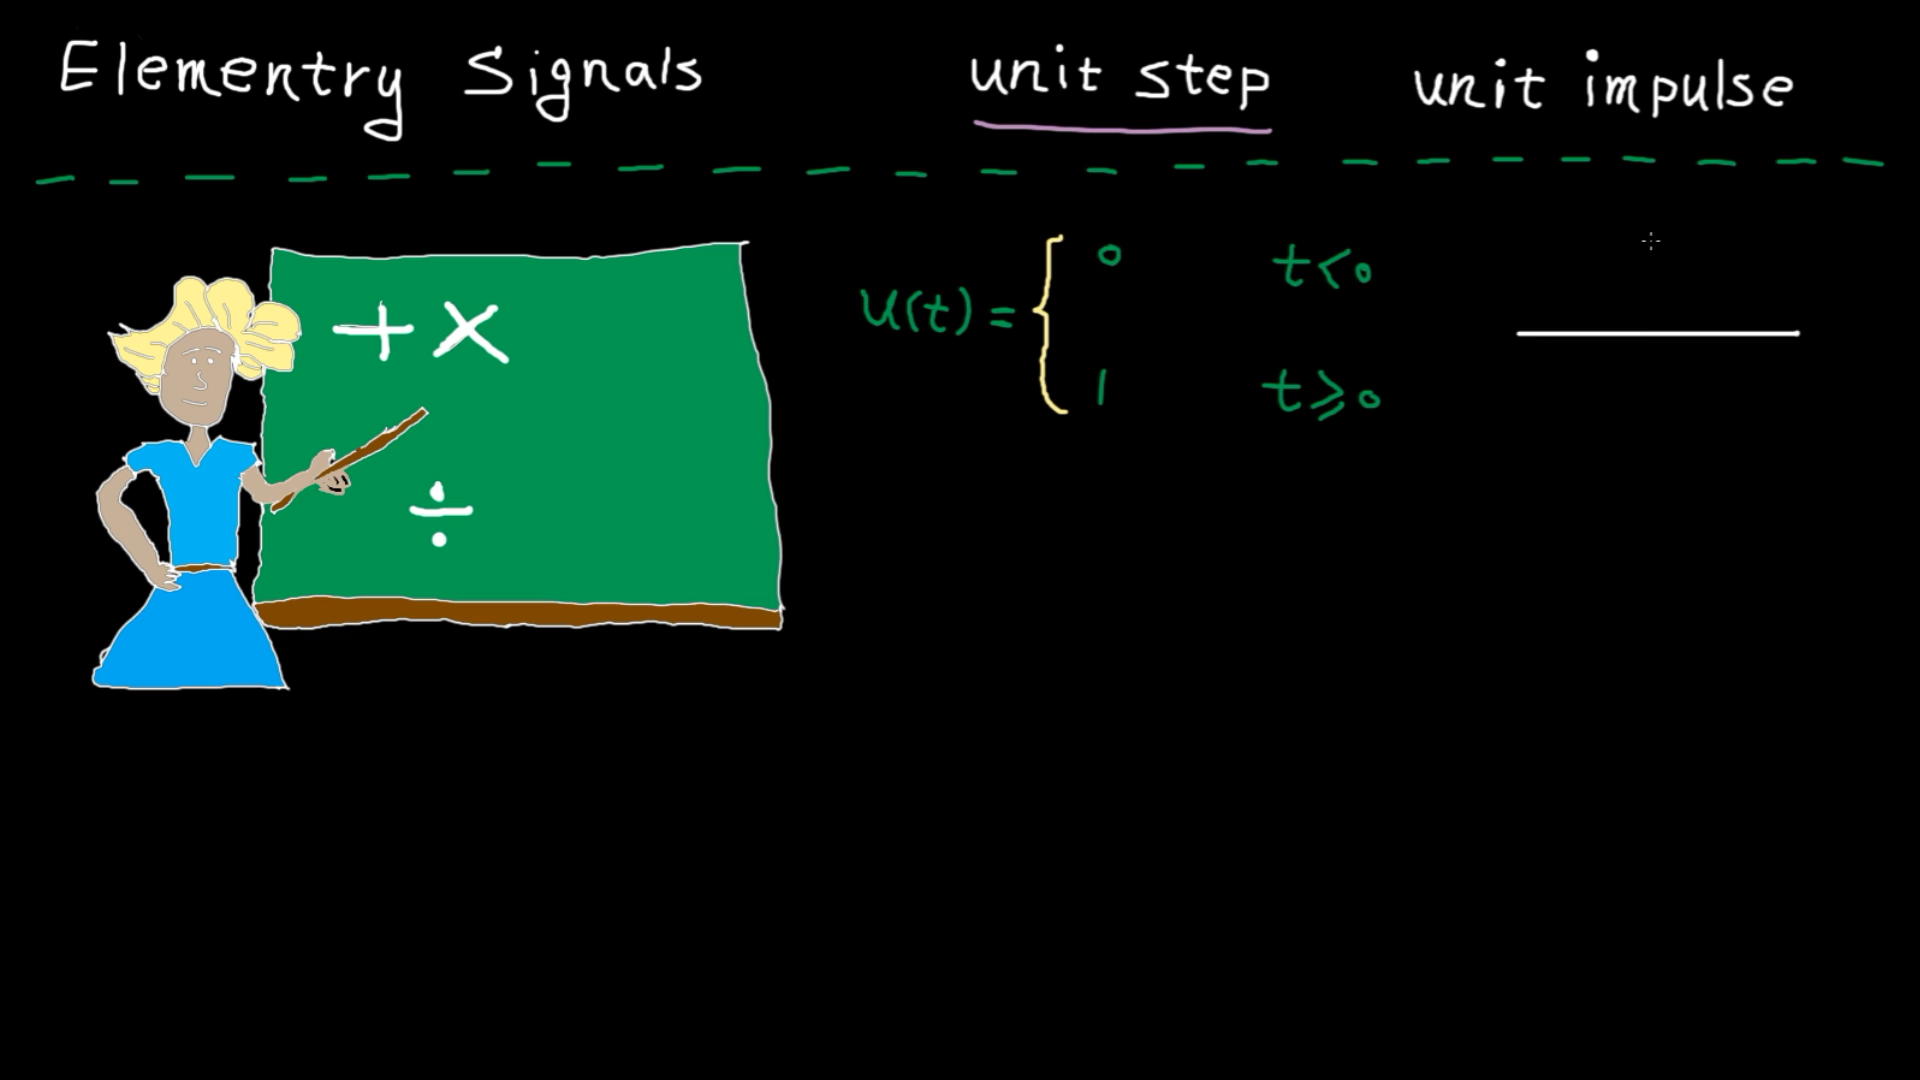 Elementry Signals unit step unit impulse
+ ×
÷
u(t) = { 0 t<0
1 t⩾0